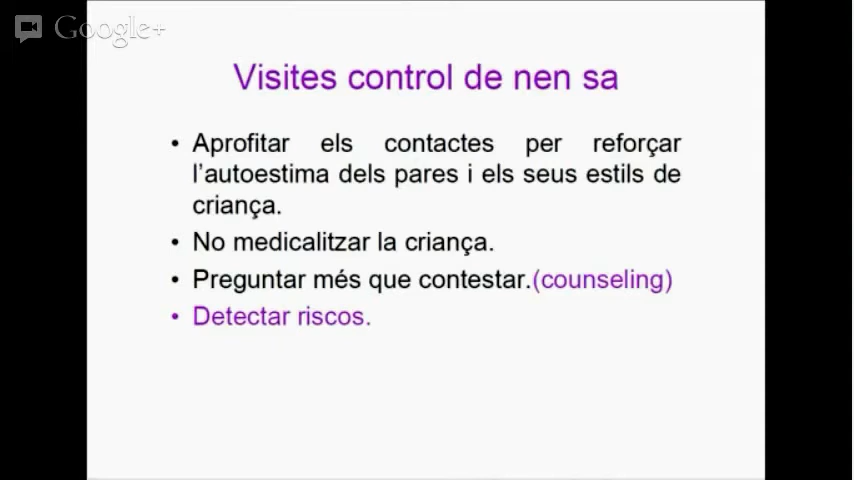 Google+
Visites control de nen sa
• Aprofitar els contactes per reforçar
l'autoestima dels pares i els seus estils de
criança.
• No medicalitzar la criança.
• Preguntar més que contestar.(counseling)
• Detectar riscos.